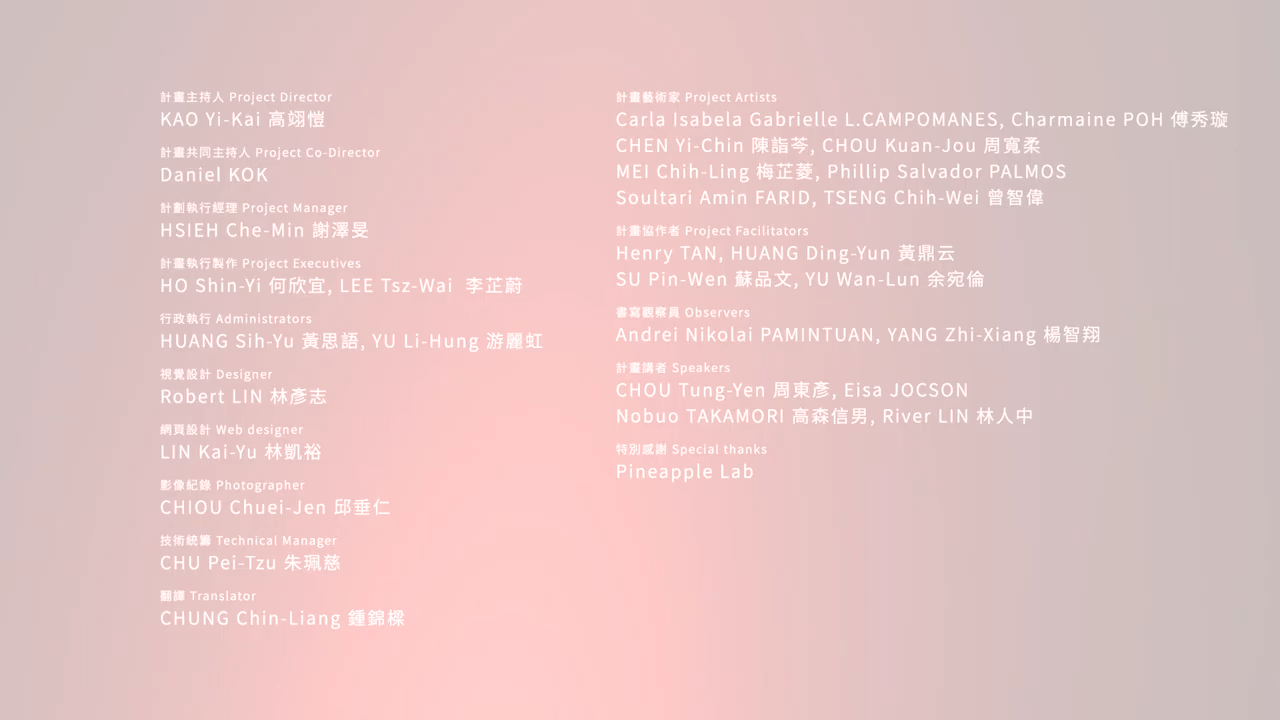 計畫主持人 Project Director
KAO Yi-Kai 高翊愷
計畫共同主持人 Project Co-Director
Daniel KOK
計劃執行經理 Project Manager
HSIEH Che-Min 謝澤旻
計畫執行製作 Project Executives
HO Shin-Yi 何欣宜, LEE Tsz-Wai 李芷蔚
行政執行 Administrators
HUANG Sih-Yu 黃思語, YU Li-Hung 游麗虹
視覺設計 Designer
Robert LIN 林彥志
網頁設計 Web designer
LIN Kai-Yu 林凱裕
影像紀錄 Photographer
CHIOU Chuei-Jen 邱垂仁
技術統籌 Technical Manager
CHU Pei-Tzu 朱珮慈
翻譯 Translator
CHUNG Chin-Liang 鍾錦樑
計畫藝術家 Project Artists
Carla Isabela Gabrielle L.CAMPOMANES, Charmaine POH 傅秀璇
CHEN Yi-Chin 陳詣芩, CHOU Kuan-Jou 周寬柔
MEI Chih-Ling 梅芷菱, Phillip Salvador PALMOS
Soultari Amin FARID, TSENG Chih-Wei 曾智偉
計畫協作者 Project Facilitators
Henry TAN, HUANG Ding-Yun 黃鼎云
SU Pin-Wen 蘇品文, YU Wan-Lun 余宛倫
書寫觀察員 Observers
Andrei Nikolai PAMINTUAN, YANG Zhi-Xiang 楊智翔
計畫講者 Speakers
CHOU Tung-Yen 周東彥, Eisa JOCSON
Nobuo TAKAMORI 高森信男, River LIN 林人中
特別感謝 Special thanks
Pineapple Lab